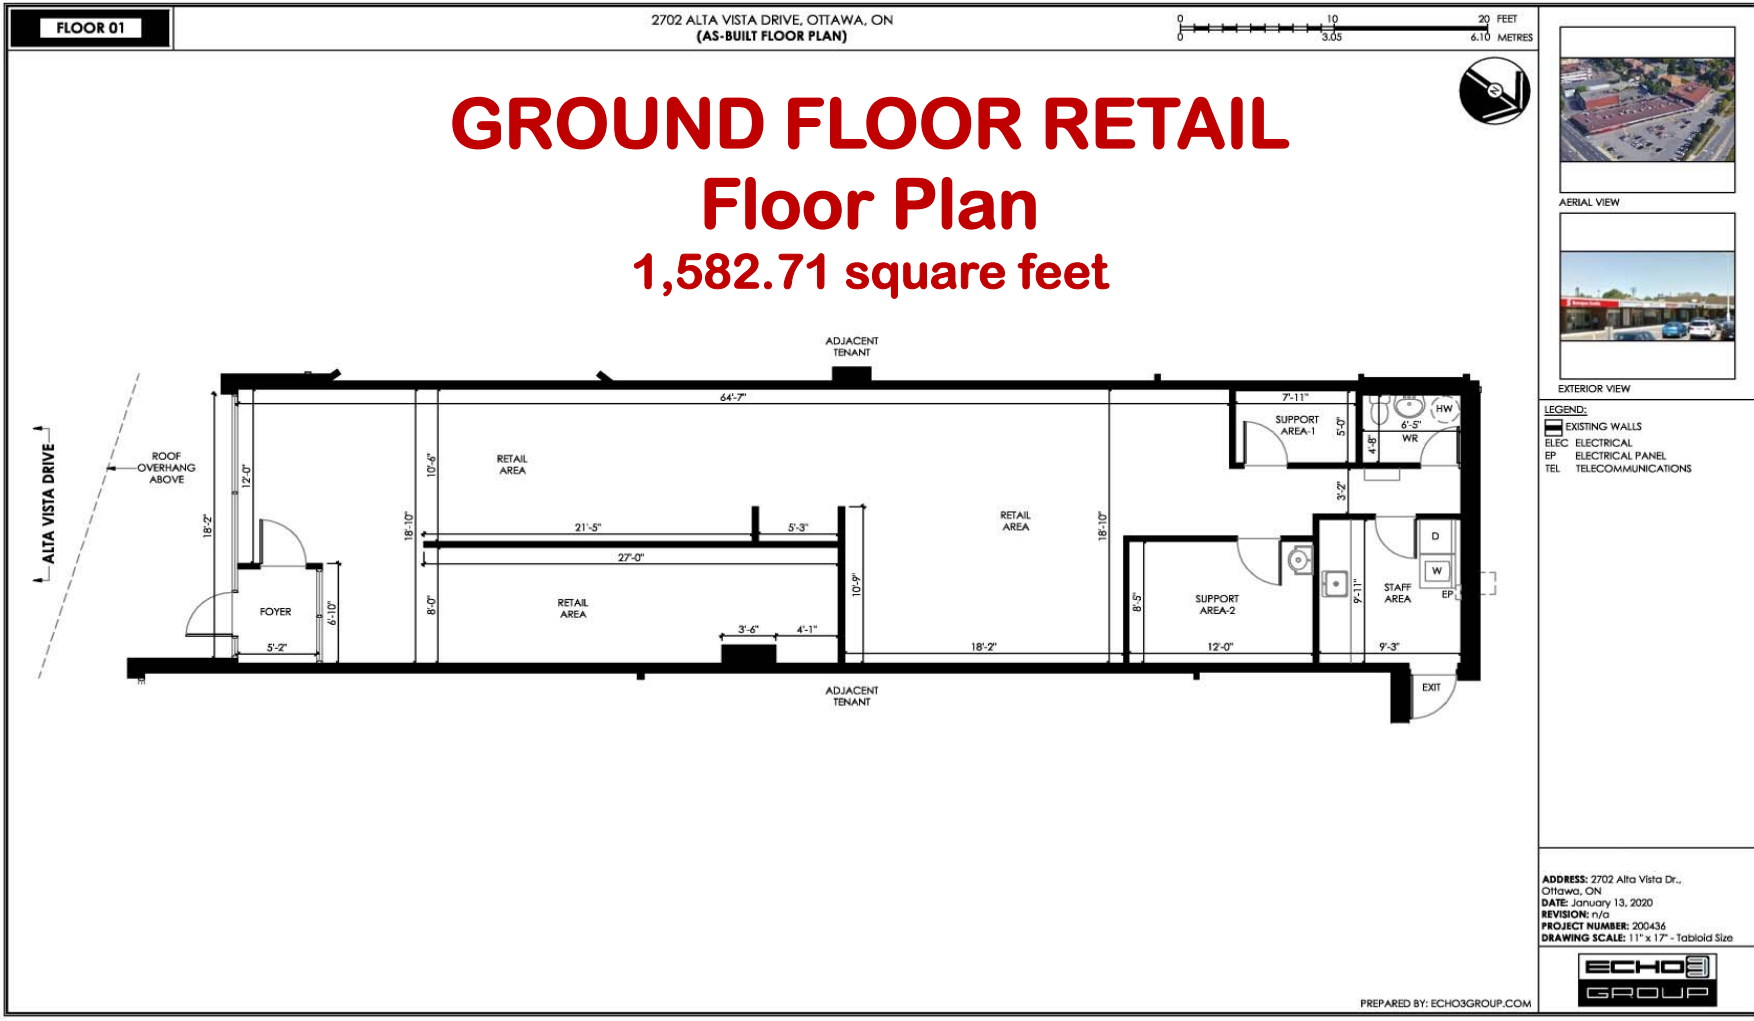 FLOOR 01
2702 ALTA VISTA DRIVE, OTTAWA, ON
(AS-BUILT FLOOR PLAN)
0 10 20 FEET
0 3.05 6.10 METRES
N
GROUND FLOOR RETAIL
Floor Plan
1,582.71 square feet
AERIAL VIEW
EXTERIOR VIEW
LEGEND:
EXISTING WALLS
ELEC ELECTRICAL
EP ELECTRICAL PANEL
TEL TELECOMMUNICATIONS
ADJACENT
TENANT
64'-7"
7'-11"
SUPPORT
AREA-1
5'-0"
HW
6'-5"
WR
4'-8"
ROOF
OVERHANG
ABOVE
ALTA VISTA DRIVE
18'-2"
12'-0"
10'-6"
RETAIL
AREA
18'-10"
21'-5"
5'-3"
27'-0"
RETAIL
AREA
18'-10"
3'-2"
D
W
EP
STAFF
AREA
9'-11"
9'-3"
FOYER
5'-2"
6'-10"
8'-0"
RETAIL
AREA
3'-6"
4'-1"
10'-9"
18'-2"
8'-5"
SUPPORT
AREA-2
12'-0"
EXIT
ADJACENT
TENANT
ADDRESS: 2702 Alta Vista Dr.,
Ottawa, ON
DATE: January 13, 2020
REVISION: n/a
PROJECT NUMBER: 200436
DRAWING SCALE: 11" x 17" - Tabloid Size
ECHO3
GROUP
PREPARED BY: ECHO3GROUP.COM